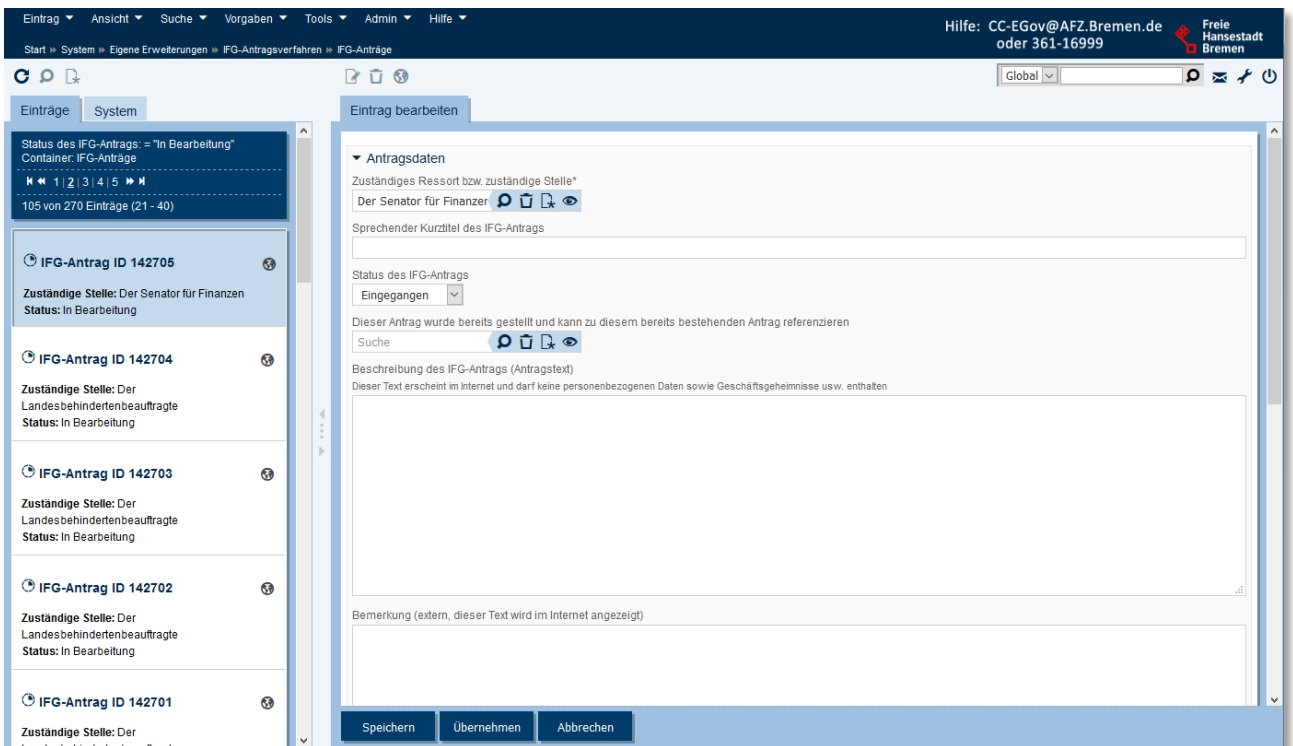 Eintrag Ansicht Suche Vorgaben Tools Admin Hilfe
Hilfe: CC-EGov@AFZ.Bremen.de
oder 361-16999
Freie
Hansestadt
Bremen
Start » System » Eigene Erweiterungen » IFG-Antragsverfahren » IFG-Anträge
Global
Einträge System
Status des IFG-Antrags: = "In Bearbeitung"
Container: IFG-Anträge
1|2|3|4|5
105 von 270 Einträge (21 - 40)
IFG-Antrag ID 142705
Zuständige Stelle: Der Senator für Finanzen
Status: In Bearbeitung
IFG-Antrag ID 142704
Zuständige Stelle: Der
Landesbehindertenbeauftragte
Status: In Bearbeitung
IFG-Antrag ID 142703
Zuständige Stelle: Der
Landesbehindertenbeauftragte
Status: In Bearbeitung
IFG-Antrag ID 142702
Zuständige Stelle: Der
Landesbehindertenbeauftragte
Status: In Bearbeitung
IFG-Antrag ID 142701
Zuständige Stelle: Der
Eintrag bearbeiten
Antragsdaten
Zuständiges Ressort bzw. zuständige Stelle*
Der Senator für Finanzer
Sprechender Kurztitel des IFG-Antrags
Status des IFG-Antrags
Eingegangen
Dieser Antrag wurde bereits gestellt und kann zu diesem bereits bestehenden Antrag referenzieren
Suche
Beschreibung des IFG-Antrags (Antragstext)
Dieser Text erscheint im Internet und darf keine personenbezogenen Daten sowie Geschäftsgeheimnisse usw. enthalten
Bemerkung (extern, dieser Text wird im Internet angezeigt)
Speichern Übernehmen Abbrechen